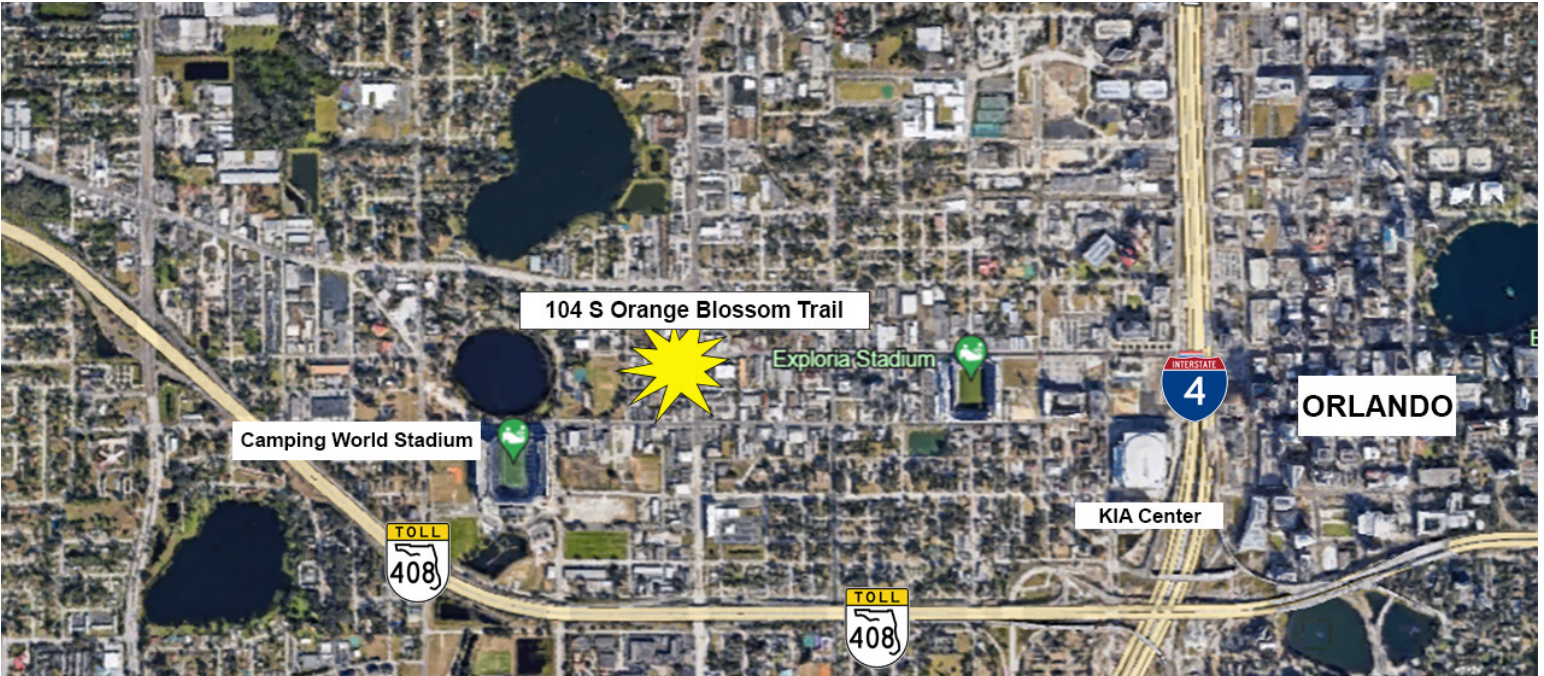 104 S Orange Blossom Trail
Exploria Stadium
E
INTERSTATE
4
ORLANDO
Camping World Stadium
KIA Center
TOLL
408
TOLL
408